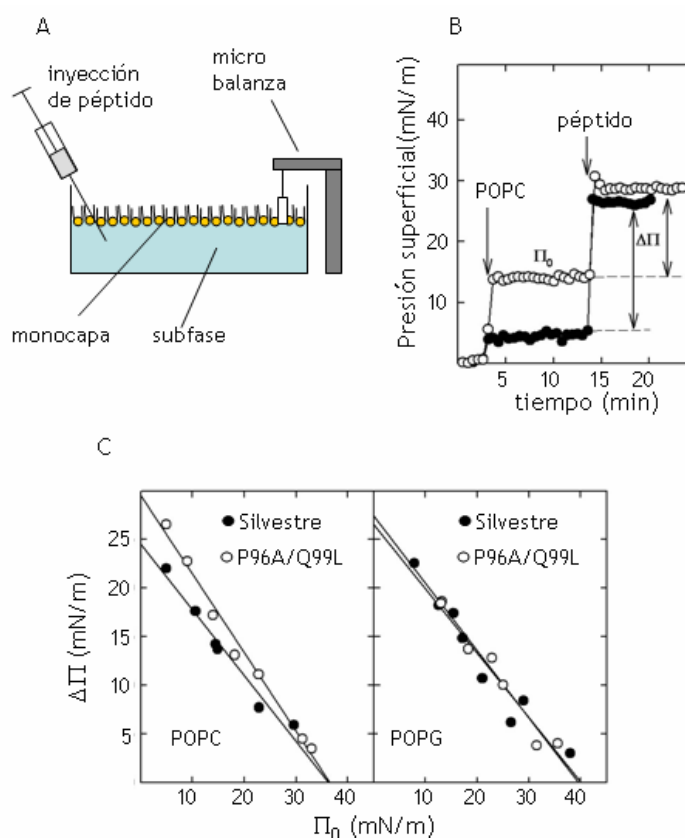 A
inyección
de péptido
micro
balanza
monocapa
subfase
B
Presión superficial(mN/m)
40
30
20
10
POPC
péptido
Π₀
ΔΠ
5
10
15
20
tiempo (min)
C
ΔΠ (mN/m)
25
20
15
10
5
Silvestre
P96A/Q99L
POPC
Silvestre
P96A/Q99L
POPG
10
20
30
40
10
20
30
40
Π₀ (mN/m)